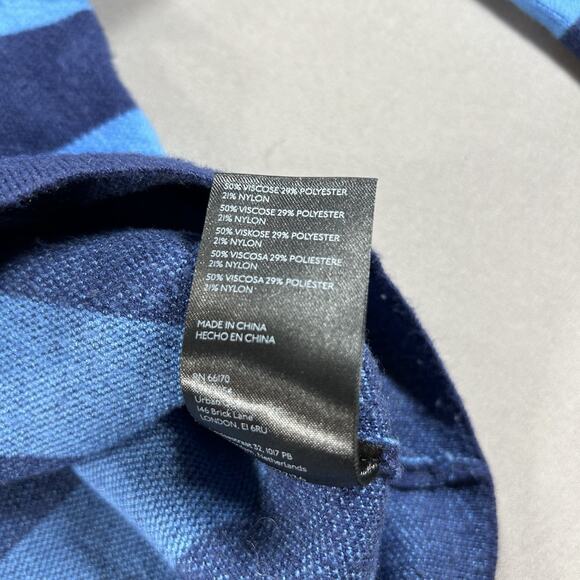 50% VISCOSE 29% POLYESTER
21% NYLON
50% VISCOSE 29% POLYESTER
21% NYLON
50% VISKOSE 29% POLYESTER
21% NYLON
50% VISCOSA 29% POLIESTERE
21% NYLON
50% VISCOSA 29% POLIÉSTER
21% NYLON
MADE IN CHINA
HECHO EN CHINA
RN 66170
Urban
146 Brick Lane
LONDON, E1 6RU
32, 1017 PB
Netherlands